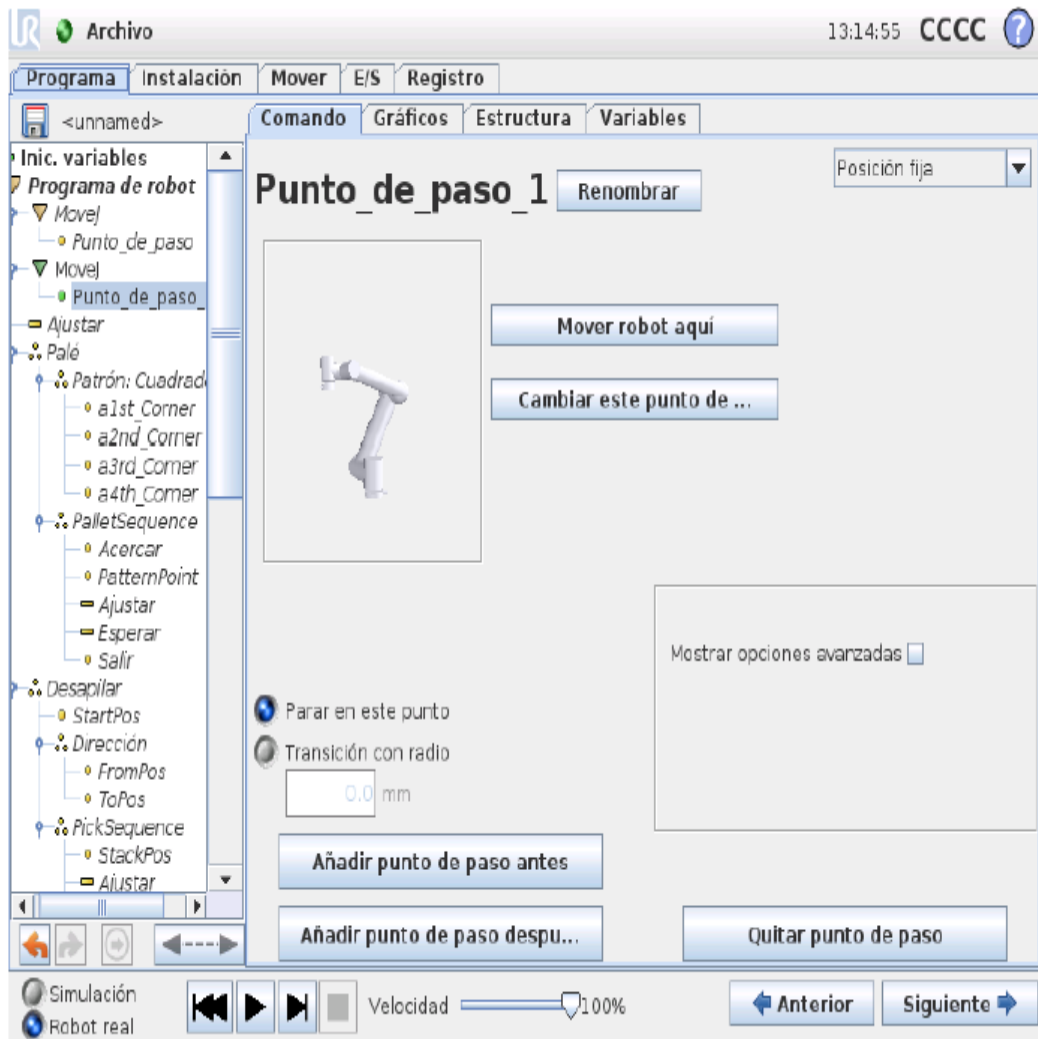 UR Archivo 13:14:55 CCCC ?
Programa Instalación Mover E/S Registro
<unnamed>
Comando Gráficos Estructura Variables
Inic. variables
Programa de robot
MoveJ
Punto_de_paso
MoveJ
Punto_de_paso_
Ajustar
Palé
Patrón: Cuadrad
a1st_Corner
a2nd_Corner
a3rd_Corner
a4th_Corner
PalletSequence
Acercar
PatternPoint
Ajustar
Esperar
Salir
Desapilar
StartPos
Dirección
FromPos
ToPos
PickSequence
StackPos
Ajustar
Punto_de_paso_1 Renombrar
Posición fija
Mover robot aquí
Cambiar este punto de ...
Mostrar opciones avanzadas
Parar en este punto
Transición con radio
0.0 mm
Añadir punto de paso antes
Añadir punto de paso despu...
Quitar punto de paso
Simulación
Robot real
Velocidad 100%
Anterior Siguiente